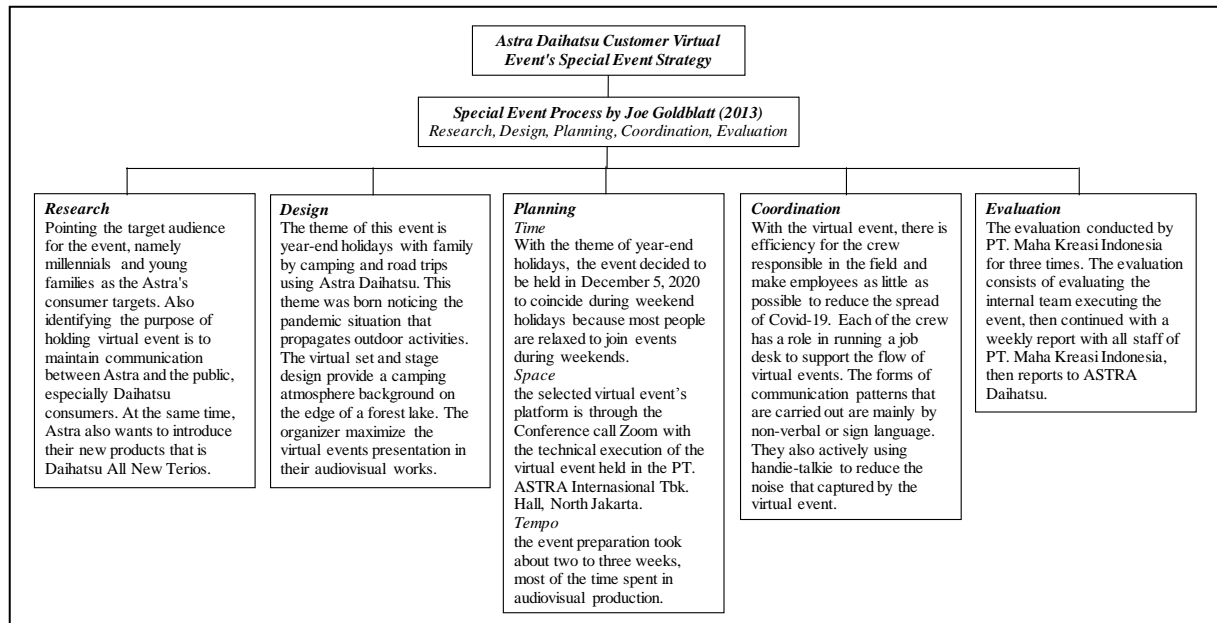 Astra Daihatsu Customer Virtual
Event's Special Event Strategy
Special Event Process by Joe Goldblatt (2013)
Research, Design, Planning, Coordination, Evaluation
Research
Pointing the target audience
for the event, namely
millennials and young
families as the Astra's
consumer targets. Also
identifying the purpose of
holding virtual event is to
maintain communication
between Astra and the public,
especially Daihatsu
consumers. At the same time,
Astra also wants to introduce
their new products that is
Daihatsu All New Terios.
Design
The theme of this event is
year-end holidays with family
by camping and road trips
using Astra Daihatsu. This
theme was born noticing the
pandemic situation that
propagates outdoor activities.
The virtual set and stage
design provide a camping
atmosphere background on
the edge of a forest lake. The
organizer maximize the
virtual events presentation in
their audiovisual works.
Planning
Time
With the theme of year-end
holidays, the event decided to
be held in December 5, 2020
to coincide during weekend
holidays because most people
are relaxed to join events
during weekends.
Space
the selected virtual event's
platform is through the
Conference call Zoom with
the technical execution of the
virtual event held in the PT.
ASTRA Internasional Tbk.
Hall, North Jakarta.
Tempo
the event preparation took
about two to three weeks,
most of the time spent in
audiovisual production.
Coordination
With the virtual event, there is
efficiency for the crew
responsible in the field and
make employees as little as
possible to reduce the spread
of Covid-19. Each of the crew
has a role in running a job
desk to support the flow of
virtual events. The forms of
communication patterns that
are carried out are mainly by
non-verbal or sign language.
They also actively using
handie-talkie to reduce the
noise that captured by the
virtual event.
Evaluation
The evaluation conducted by
PT. Maha Kreasi Indonesia
for three times. The evaluation
consists of evaluating the
internal team executing the
event, then continued with a
weekly report with all staff of
PT. Maha Kreasi Indonesia,
then reports to ASTRA
Daihatsu.